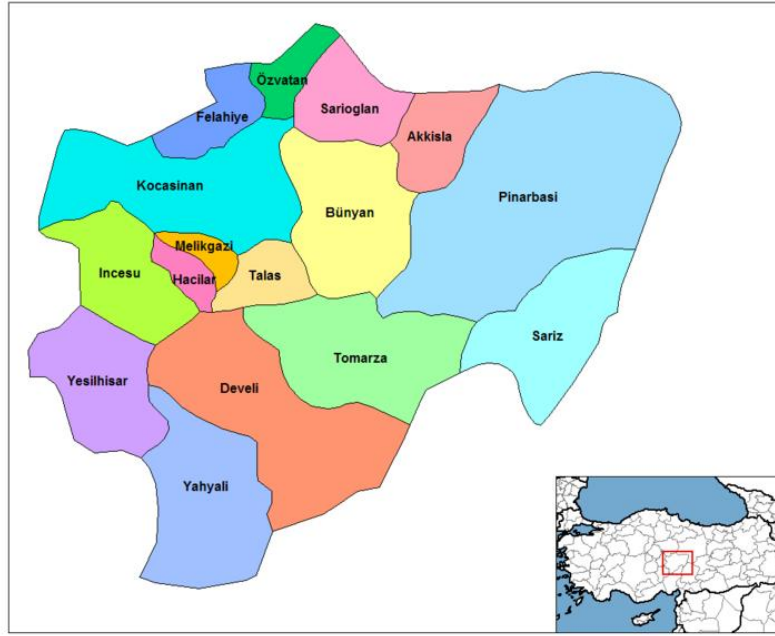 Özvatan
Sarioglan
Felahiye
Akkisla
Kocasinan
Pinarbasi
Bünyan
Melikgazi
Incesu
Hacilar
Talas
Sariz
Tomarza
Yesilhisar
Develi
Yahyali